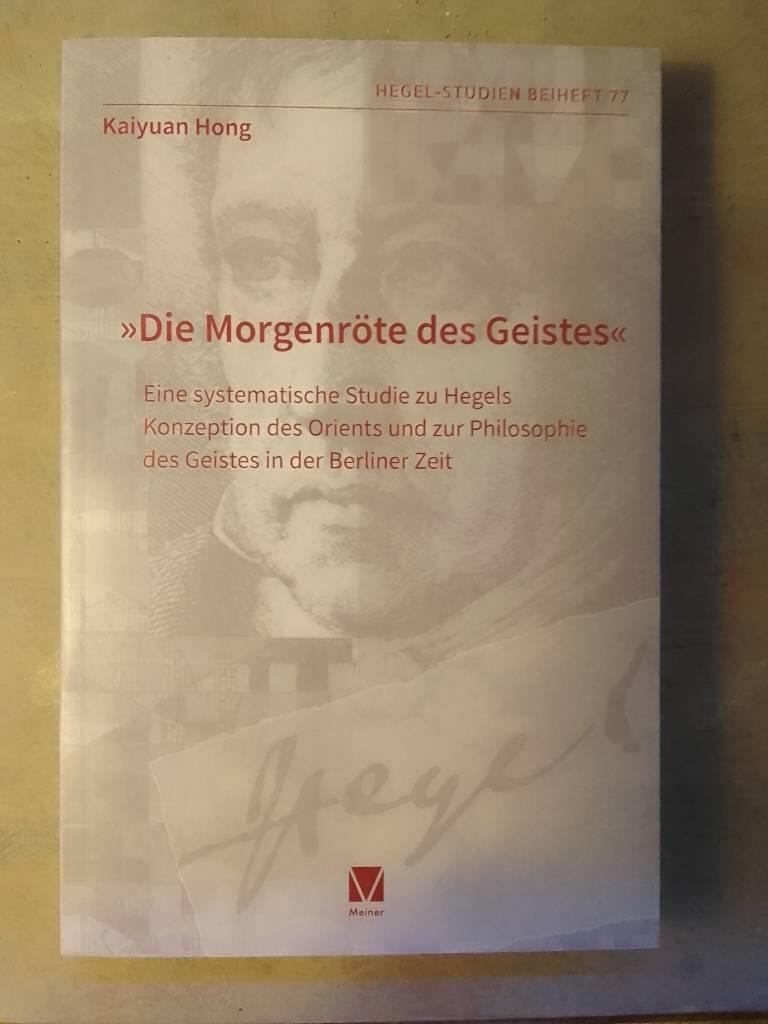 HEGEL-STUDIEN BEIHEFT 77
Kaiyuan Hong
»Die Morgenröte des Geistes«
Eine systematische Studie zu Hegels
Konzeption des Orients und zur Philosophie
des Geistes in der Berliner Zeit
Hegel
Meiner